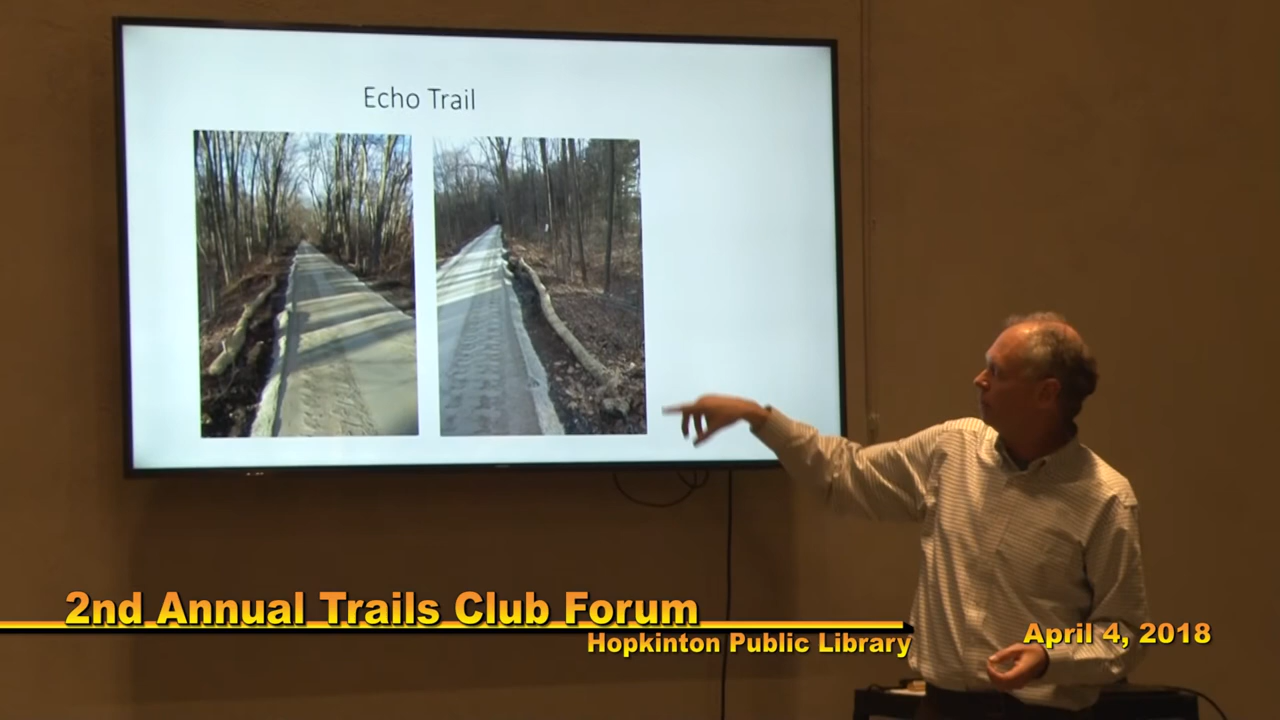 Echo Trail
2nd Annual Trails Club Forum
Hopkinton Public Library
April 4, 2018